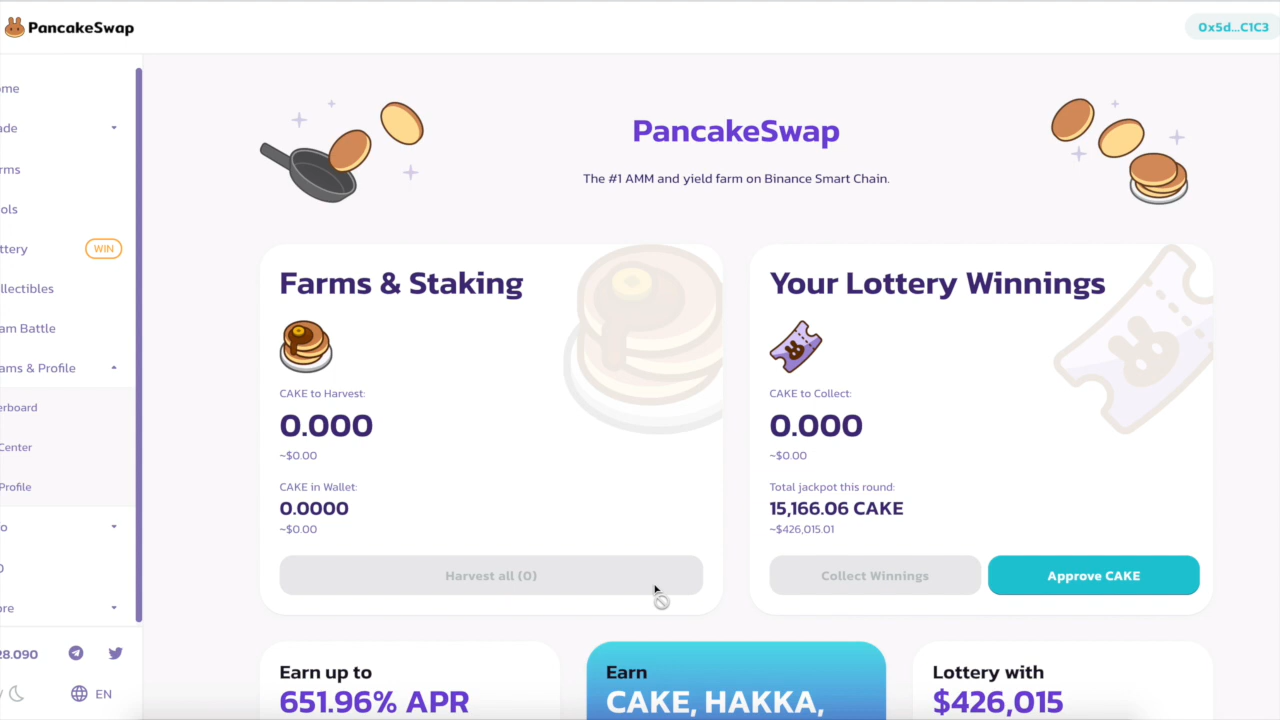 PancakeSwap
0x5d...C1C3
ome
ade
rms
ols
ttery
WIN
llectibles
am Battle
ams & Profile
erboard
Center
Profile
o
ore
28.090
EN
PancakeSwap
The #1 AMM and yield farm on Binance Smart Chain.
Farms & Staking
CAKE to Harvest:
0.000
~$0.00
CAKE in Wallet:
0.0000
~$0.00
Harvest all (0)
Your Lottery Winnings
CAKE to Collect:
0.000
~$0.00
Total jackpot this round:
15,166.06 CAKE
~$426,015.01
Collect Winnings
Approve CAKE
Earn up to
651.96% APR
Earn
CAKE, HAKKA,
Lottery with
$426,015